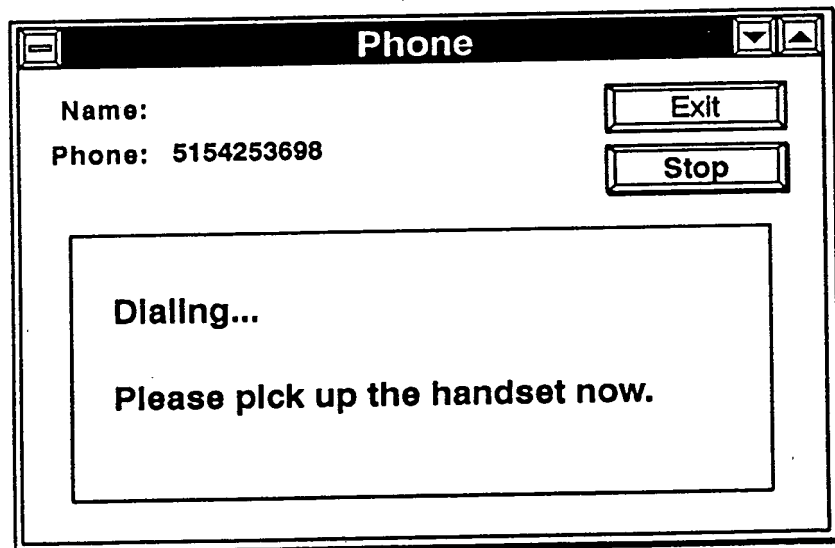 Phone
Name:
Exit
Phone: 5154253698
Stop
Dialing...
Please pick up the handset now.